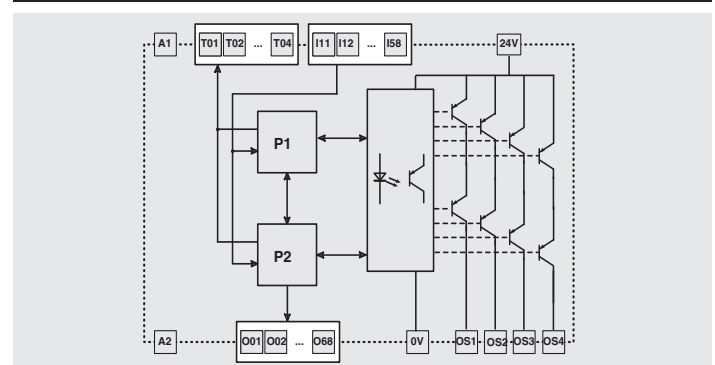 A1 T01 T02 ... T04 I11 I12 ... I58 24V
P1
P2
A2 O01 O02 ... O68 0V OS1 OS2 OS3 OS4